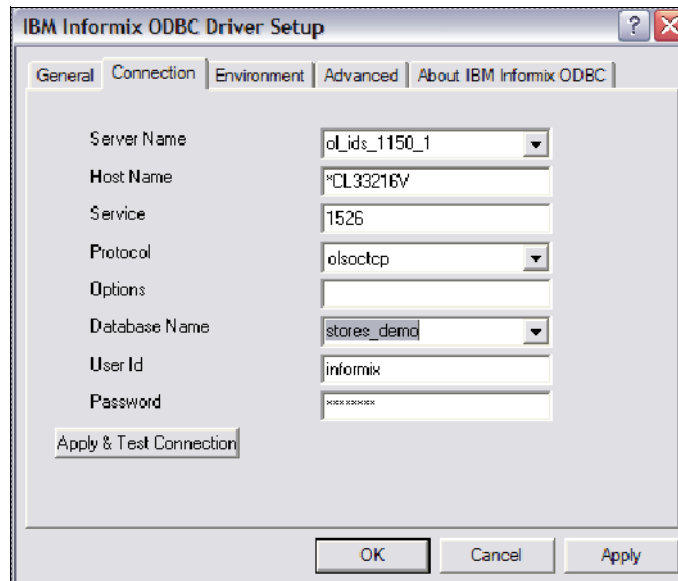 IBM Informix ODBC Driver Setup
?
General Connection Environment Advanced About IBM Informix ODBC
Server Name ol_ids_1150_1
Host Name *CL33216V
Service 1526
Protocol olsoctcp
Options
Database Name stores_demo
User Id informix
Password ********
Apply & Test Connection
OK Cancel Apply